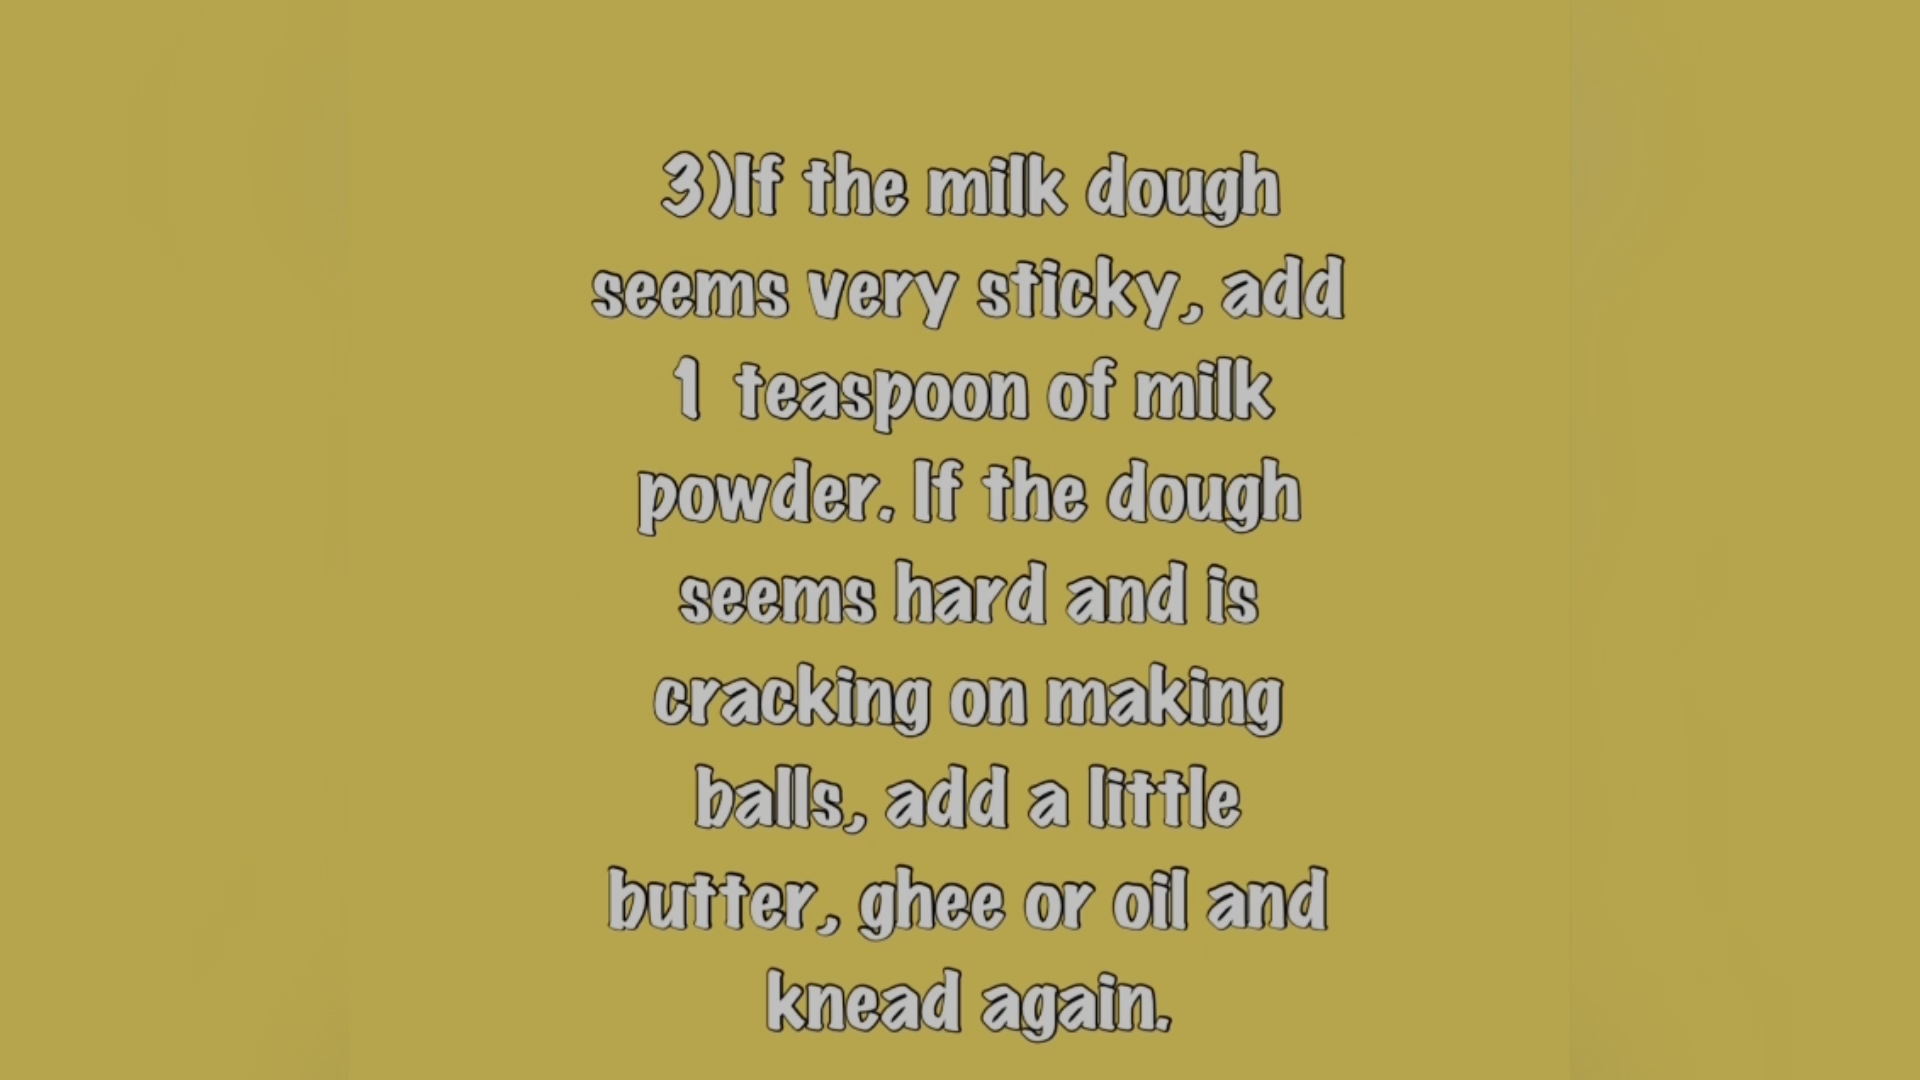 3)If the milk dough
seems very sticky, add
1 teaspoon of milk
powder. If the dough
seems hard and is
cracking on making
balls, add a little
butter, ghee or oil and
knead again.